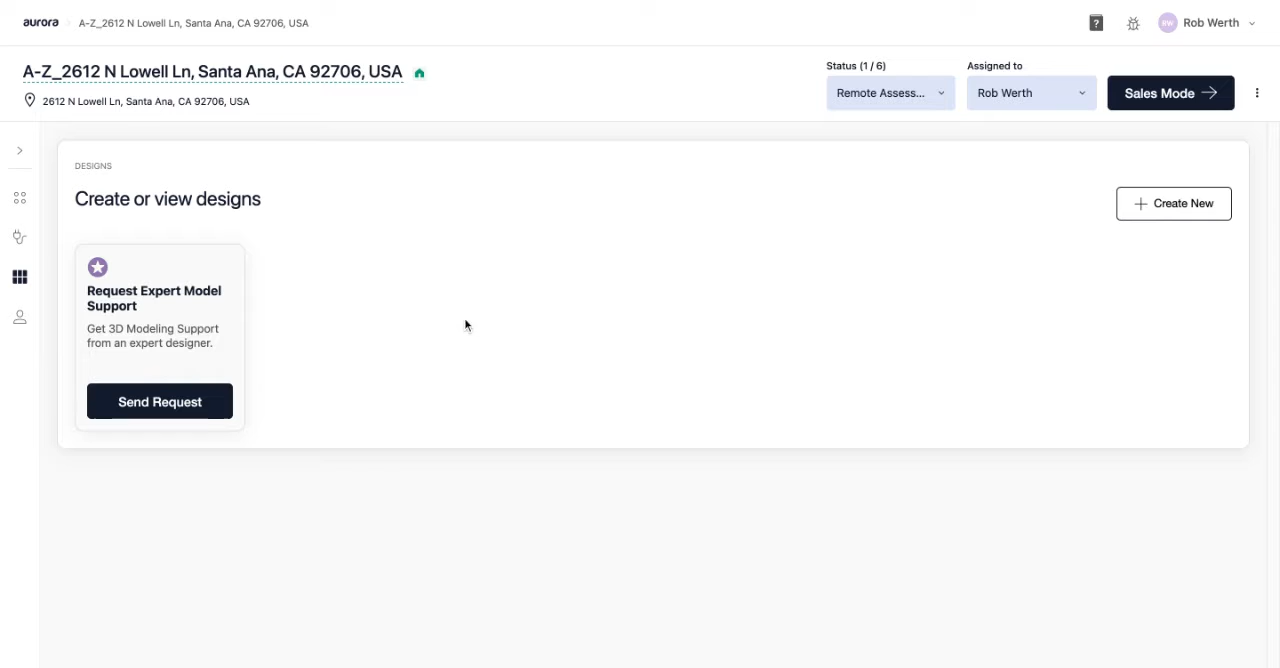 aurora
A-Z_2612 N Lowell Ln, Santa Ana, CA 92706, USA
?
RW
Rob Werth
A-Z_2612 N Lowell Ln, Santa Ana, CA 92706, USA
2612 N Lowell Ln, Santa Ana, CA 92706, USA
Status (1 / 6)
Remote Assess...
Assigned to
Rob Werth
Sales Mode
DESIGNS
Create or view designs
Create New
Request Expert Model
Support
Get 3D Modeling Support
from an expert designer.
Send Request